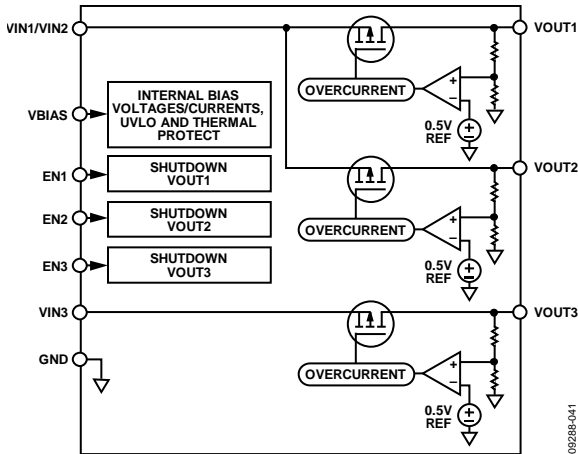 VIN1/VIN2
VOUT1
OVERCURRENT
+
–
0.5V
REF
INTERNAL BIAS
VOLTAGES/CURRENTS,
UVLO AND THERMAL
PROTECT
VBIAS
EN1
SHUTDOWN
VOUT1
EN2
SHUTDOWN
VOUT2
EN3
SHUTDOWN
VOUT3
VOUT2
OVERCURRENT
+
–
0.5V
REF
VIN3
VOUT3
GND
OVERCURRENT
+
–
0.5V
REF
09288-041